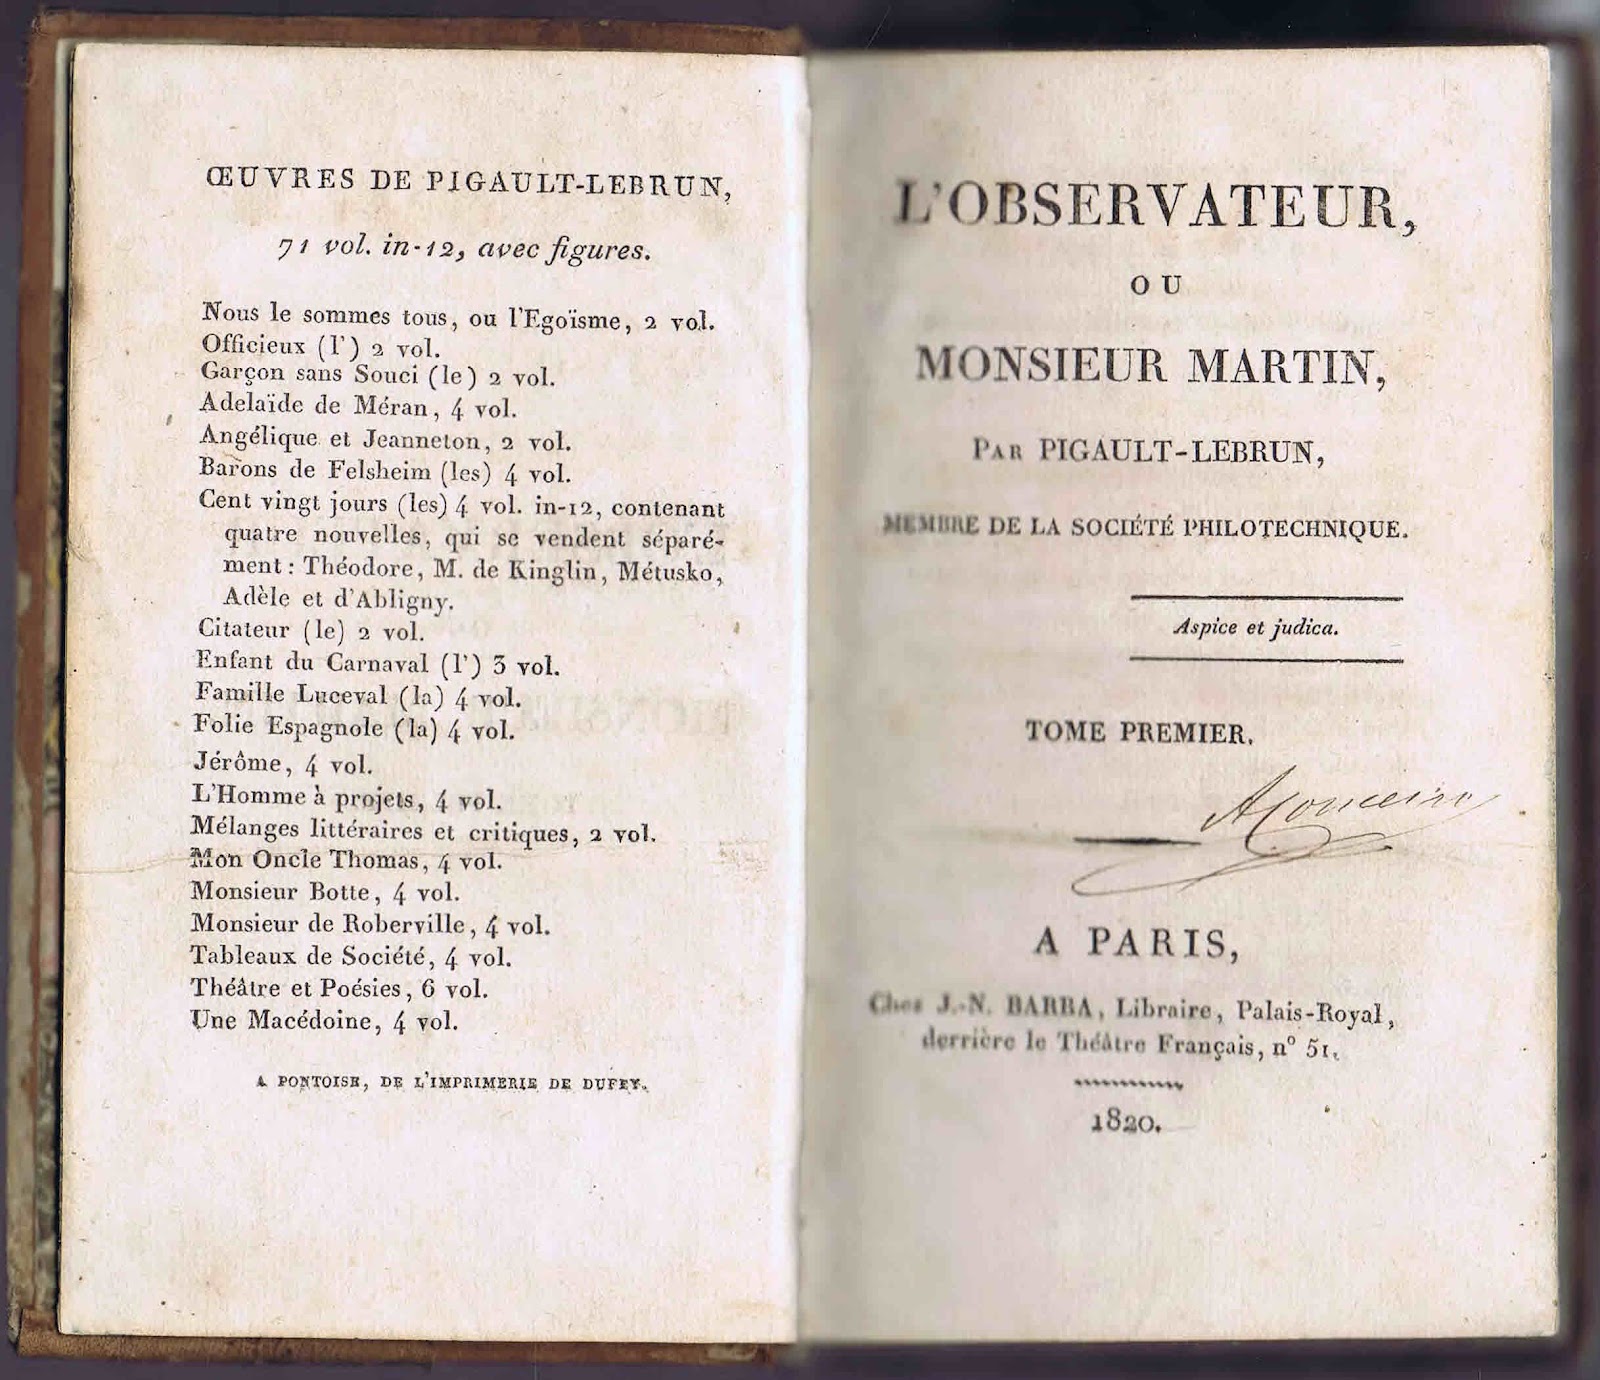 ŒUVRES DE PIGAULT-LEBRUN,
71 vol. in-12, avec figures.
Nous le sommes tous, ou l'Egoïsme, 2 vol.
Officieux (l') 2 vol.
Garçon sans Souci (le) 2 vol.
Adelaïde de Méran, 4 vol.
Angélique et Jeanneton, 2 vol.
Barons de Felsheim (les) 4 vol.
Cent vingt jours (les) 4 vol. in-12, contenant
quatre nouvelles, qui se vendent séparé-
ment : Théodore, M. de Kinglin, Métusko,
Adèle et d'Abligny.
Citateur (le) 2 vol.
Enfant du Carnaval (l') 3 vol.
Famille Luceval (la) 4 vol.
Folie Espagnole (la) 4 vol.
Jérôme, 4 vol.
L'Homme à projets, 4 vol.
Mélanges littéraires et critiques, 2 vol.
Mon Oncle Thomas, 4 vol.
Monsieur Botte, 4 vol.
Monsieur de Roberville, 4 vol.
Tableaux de Société, 4 vol.
Théâtre et Poésies, 6 vol.
Une Macédoine, 4 vol.
A PONTOISE, DE L'IMPRIMERIE DE DUFEY.
L'OBSERVATEUR,
OU
MONSIEUR MARTIN,
PAR PIGAULT-LEBRUN,
MEMBRE DE LA SOCIÉTÉ PHILOTECHNIQUE.
Aspice et judica.
TOME PREMIER.
A PARIS,
Chez J.-N. BARBA, Libraire, Palais-Royal,
derrière le Théâtre Français, n° 51.
1820.